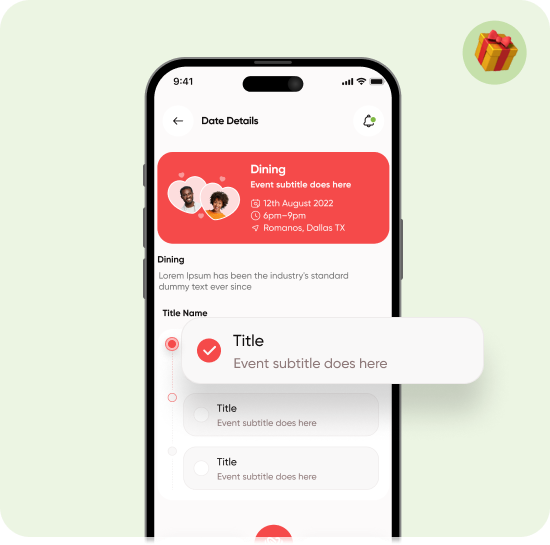 9:41
Date Details
Dining
Event subtitle does here
12th August 2022
6pm–9pm
Romanos, Dallas TX
Dining
Lorem Ipsum has been the industry's standard
dummy text ever since
Title Name
Title
Event subtitle does here
Title
Event subtitle does here
Title
Event subtitle does here